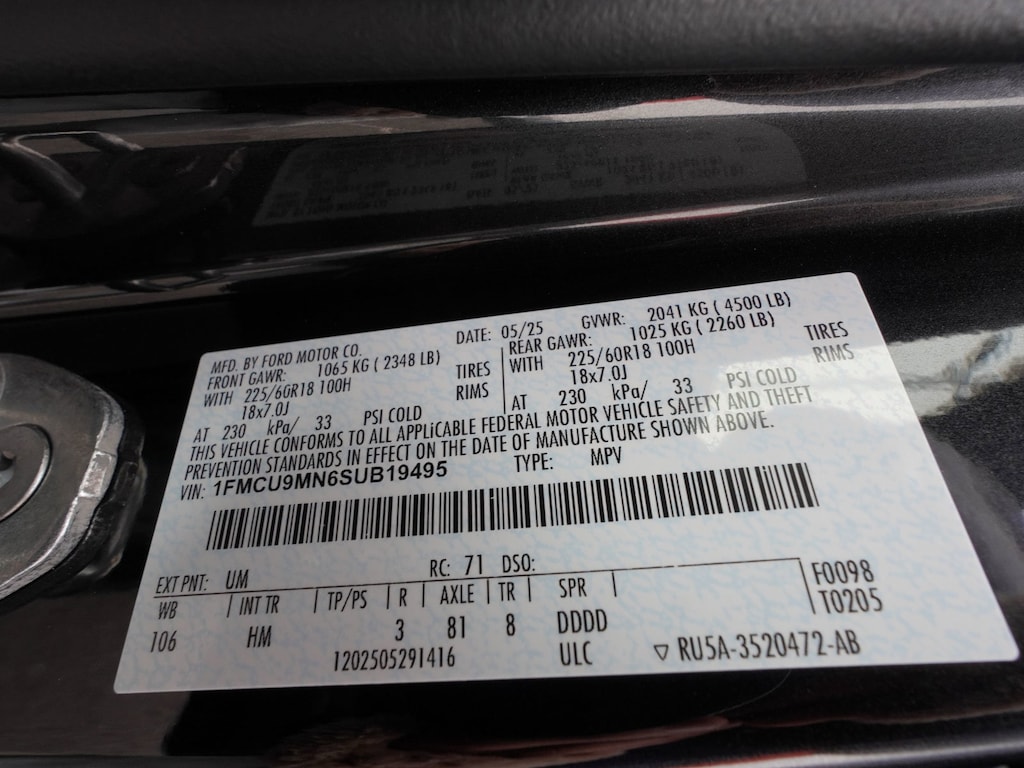 MFD. BY FORD MOTOR CO. DATE: 05/25 GVWR: 2041 KG ( 4500 LB)
FRONT GAWR: 1065 KG ( 2348 LB) REAR GAWR: 1025 KG ( 2260 LB)
WITH 225/60R18 100H TIRES WITH 225/60R18 100H TIRES
18x7.0J RIMS 18x7.0J RIMS
AT 230 kPa/ 33 PSI COLD AT 230 kPa/ 33 PSI COLD
THIS VEHICLE CONFORMS TO ALL APPLICABLE FEDERAL MOTOR VEHICLE SAFETY AND THEFT
PREVENTION STANDARDS IN EFFECT ON THE DATE OF MANUFACTURE SHOWN ABOVE.
VIN: 1FMCU9MN6SUB19495 TYPE: MPV
EXT PNT: UM RC: 71 DSO:
WB INT TR TP/PS R AXLE TR SPR F0098
106 HM 3 81 8 DDDD T0205
1202505291416 ULC ▽ RU5A-3520472-AB